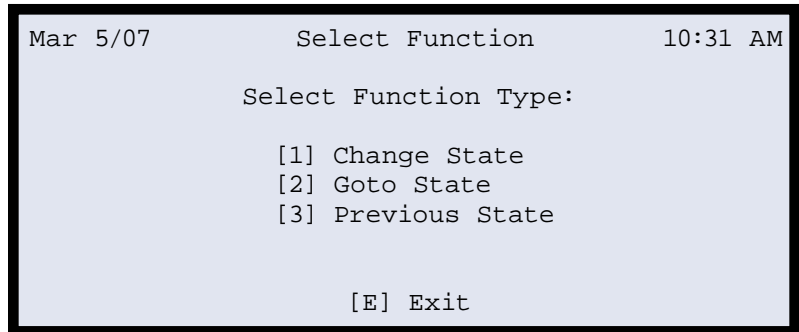 Mar 5/07 Select Function 10:31 AM
Select Function Type:
[1] Change State
[2] Goto State
[3] Previous State
[E] Exit